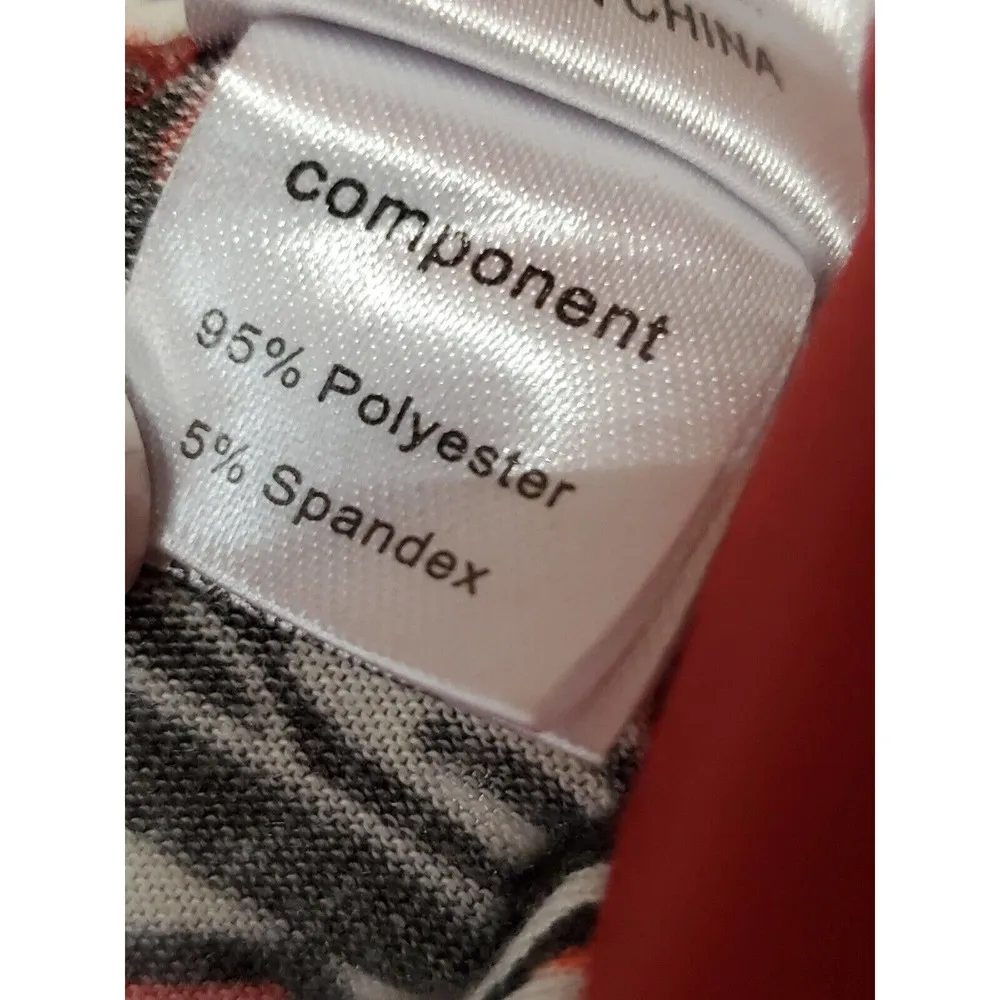 CHINA
component
95% Polyester
5% Spandex